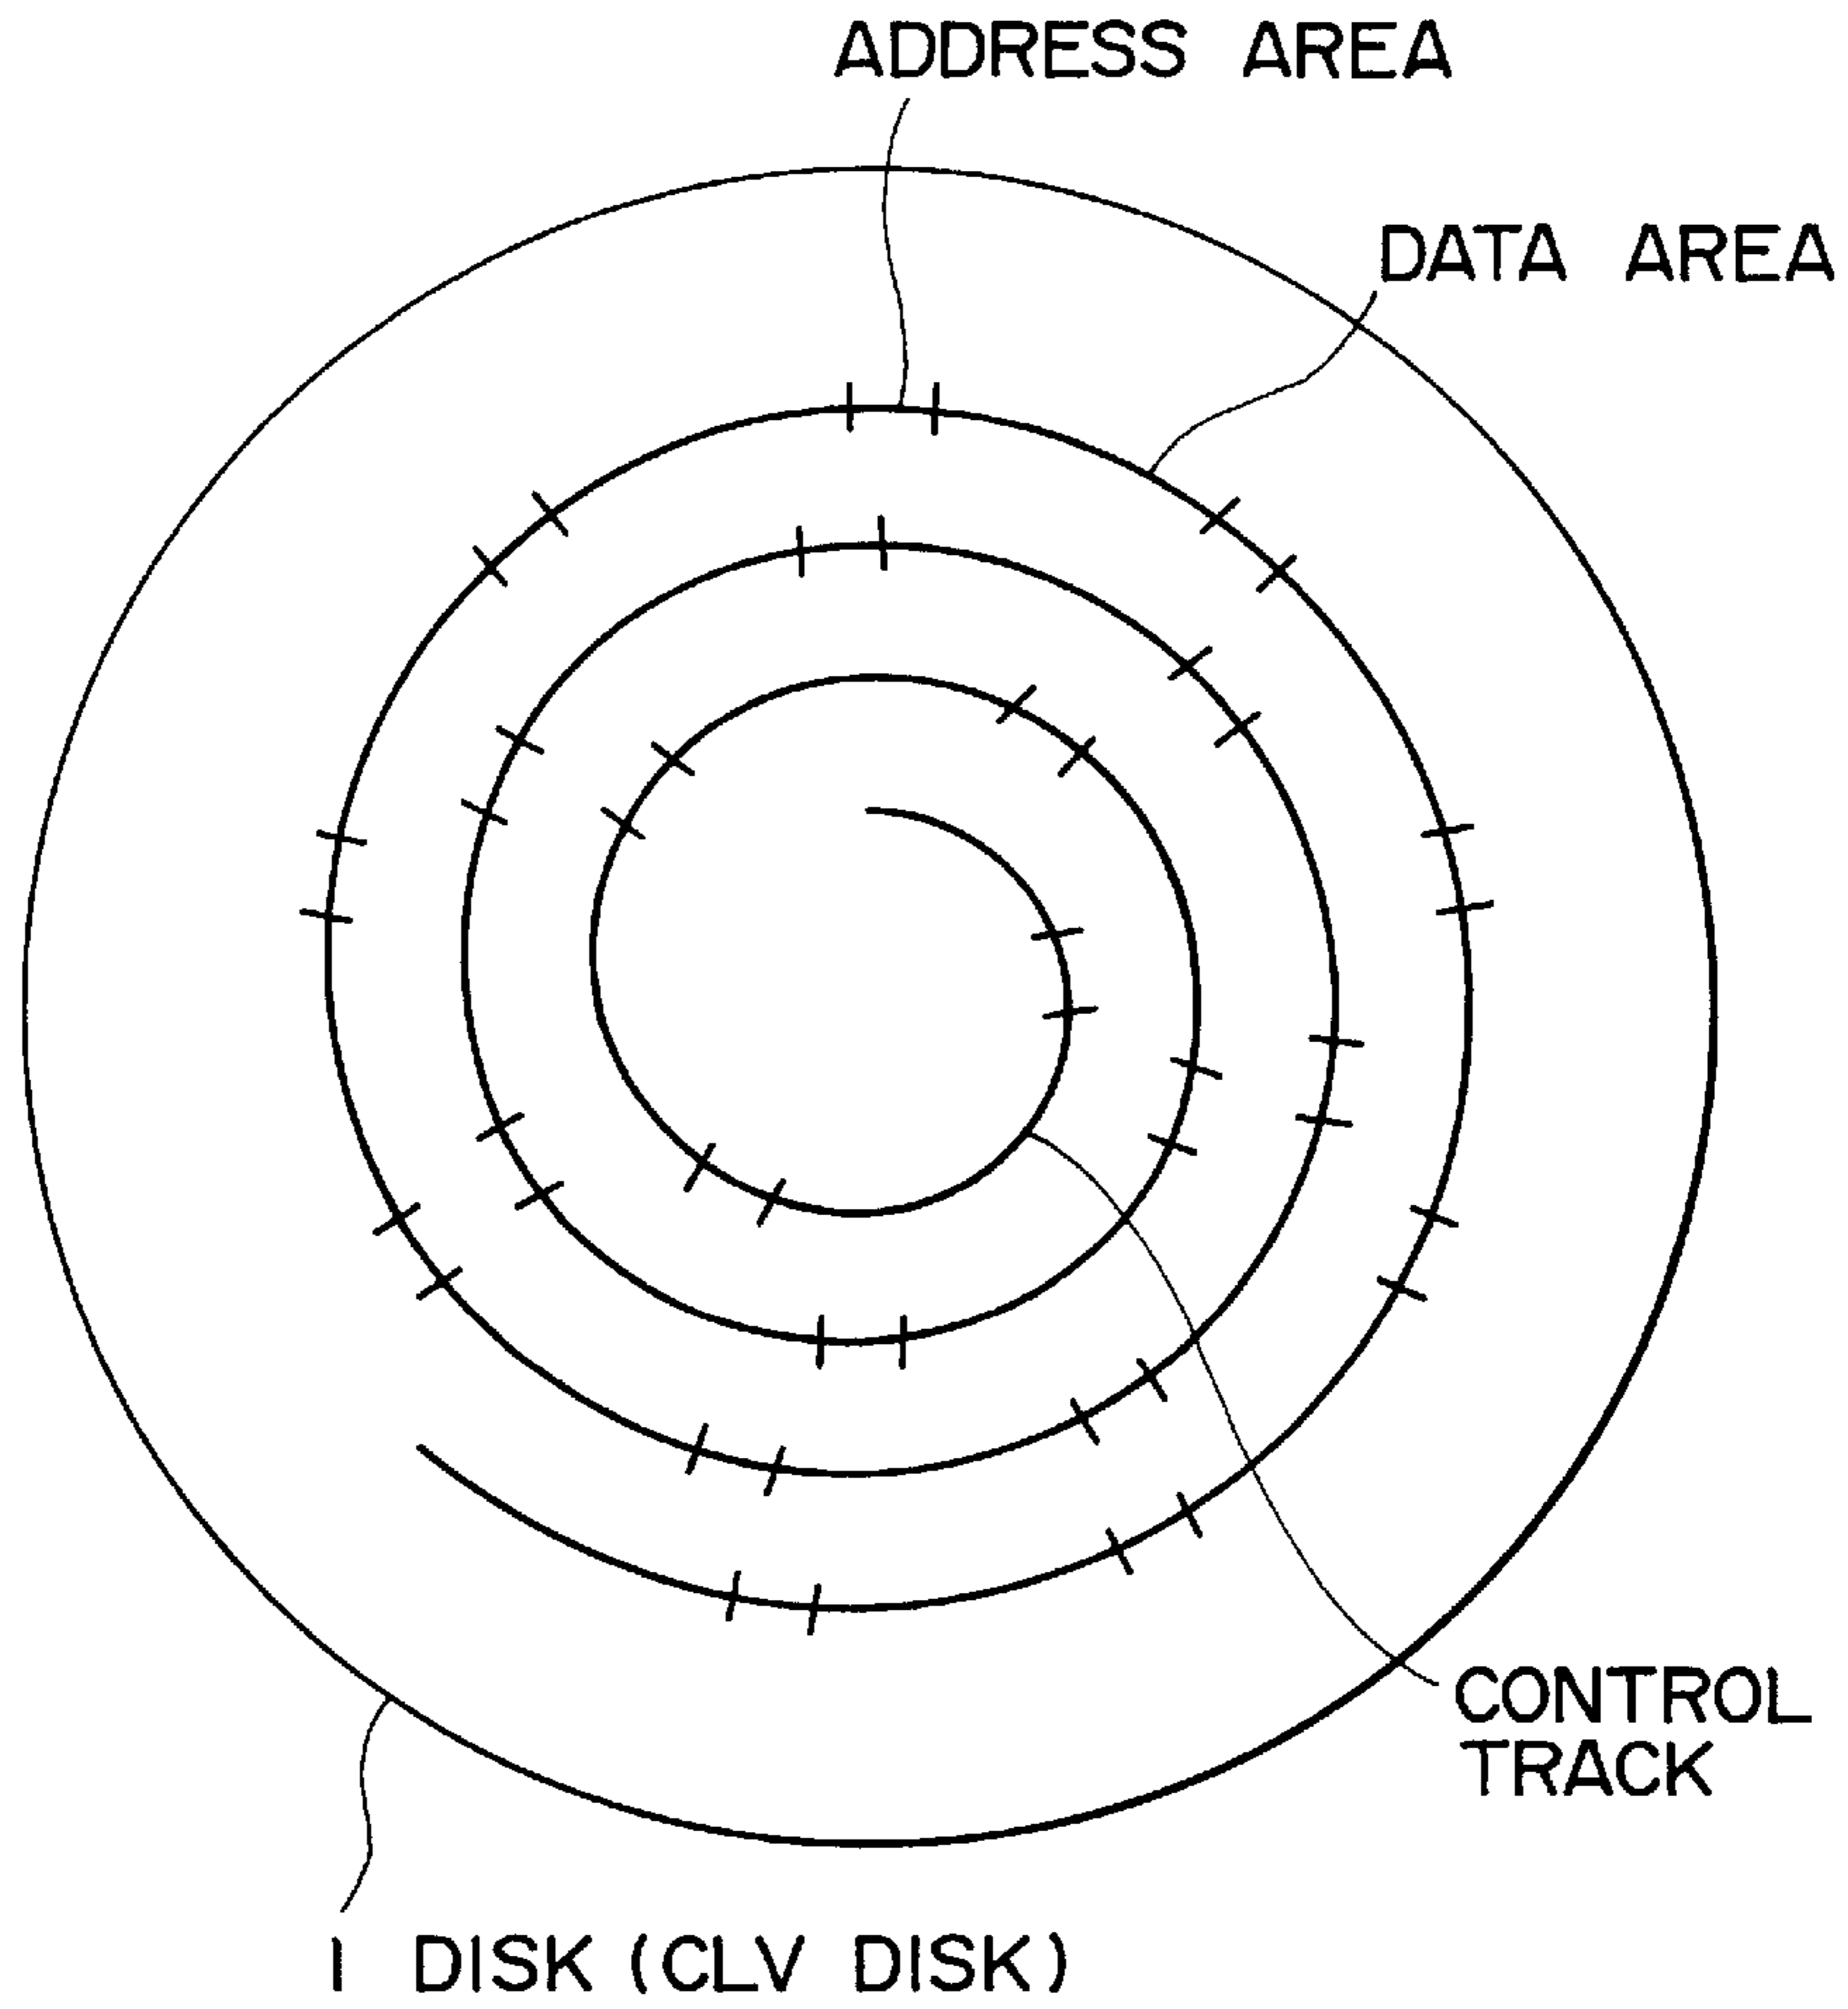 ADDRESS AREA
DATA AREA
CONTROL
TRACK
1 DISK (CLV DISK)